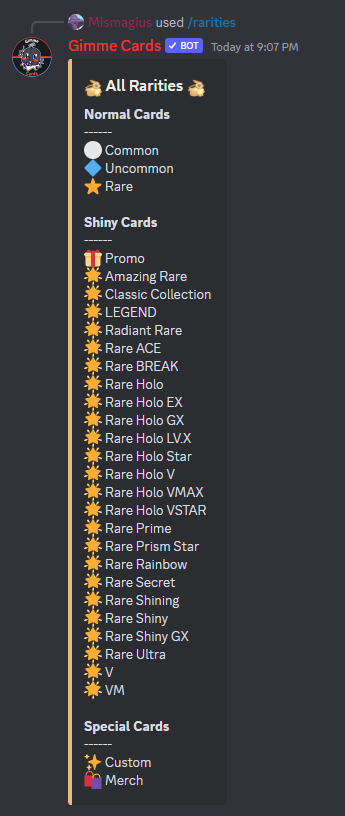 Mismagius used /rarities
Gimme Cards ✓ BOT Today at 9:07 PM
All Rarities
Normal Cards
------
Common
Uncommon
Rare
Shiny Cards
------
Promo
Amazing Rare
Classic Collection
LEGEND
Radiant Rare
Rare ACE
Rare BREAK
Rare Holo
Rare Holo EX
Rare Holo GX
Rare Holo LV.X
Rare Holo Star
Rare Holo V
Rare Holo VMAX
Rare Holo VSTAR
Rare Prime
Rare Prism Star
Rare Rainbow
Rare Secret
Rare Shining
Rare Shiny
Rare Shiny GX
Rare Ultra
V
VM
Special Cards
------
Custom
Merch